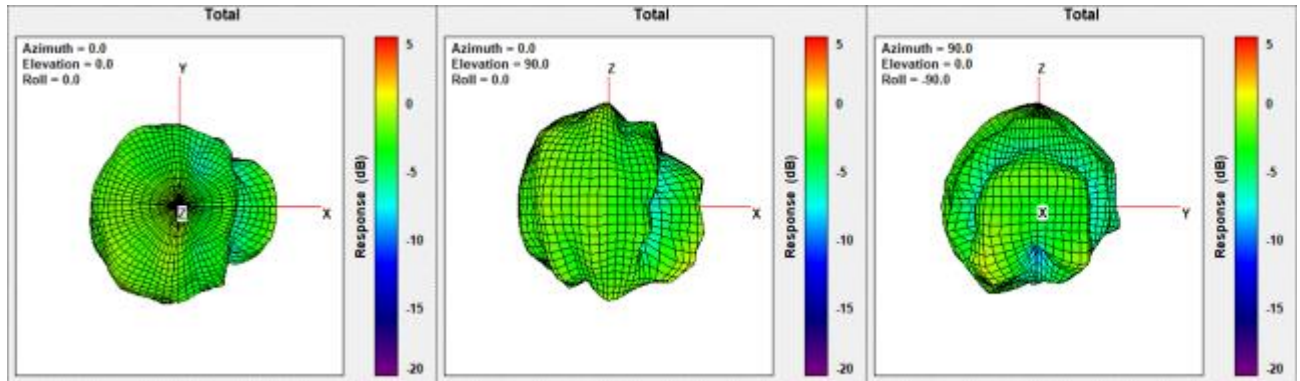 Total
Azimuth = 0.0
Elevation = 0.0
Roll = 0.0
Y
Z
X
Response (dB)
5
0
-5
-10
-15
-20
Total
Azimuth = 0.0
Elevation = 90.0
Roll = 0.0
Z
X
Response (dB)
5
0
-5
-10
-15
-20
Total
Azimuth = 90.0
Elevation = 0.0
Roll = -90.0
Z
X
Y
Response (dB)
5
0
-5
-10
-15
-20